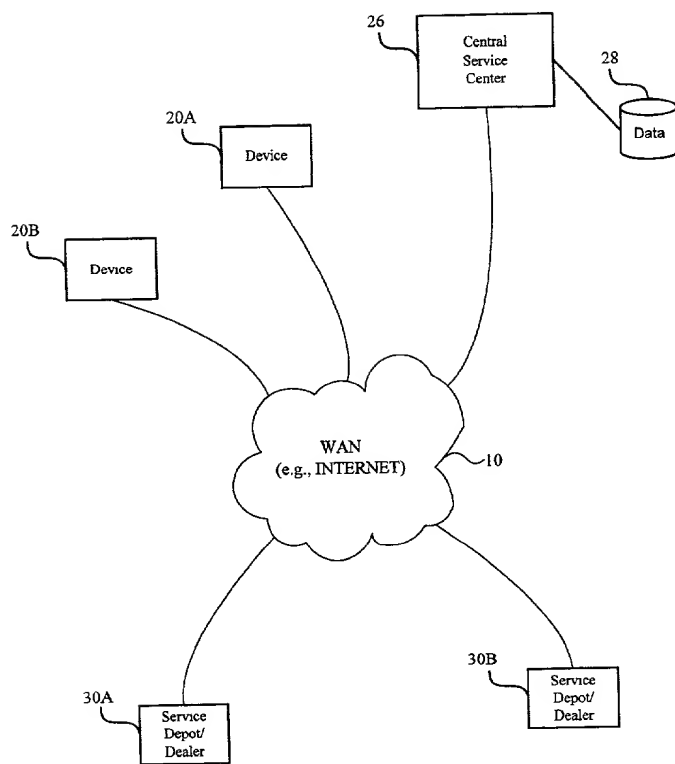 26
Central
Service
Center
28
Data
20A
Device
20B
Device
WAN
(e.g., INTERNET)
10
30A
Service
Depot/
Dealer
30B
Service
Depot/
Dealer